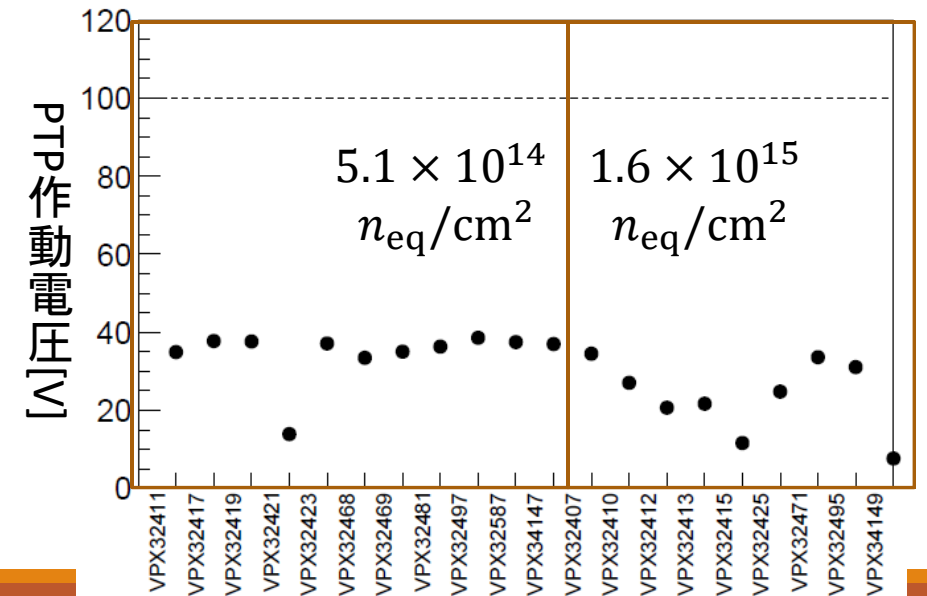 PTP作動電圧[V]
120
100
80
60
40
20
0
5.1 × 10^14
n_eq/cm^2
1.6 × 10^15
n_eq/cm^2
VPX32411
VPX32417
VPX32419
VPX32421
VPX32423
VPX32468
VPX32469
VPX32481
VPX32497
VPX32587
VPX34147
VPX32407
VPX32410
VPX32412
VPX32413
VPX32415
VPX32425
VPX32471
VPX32495
VPX34149